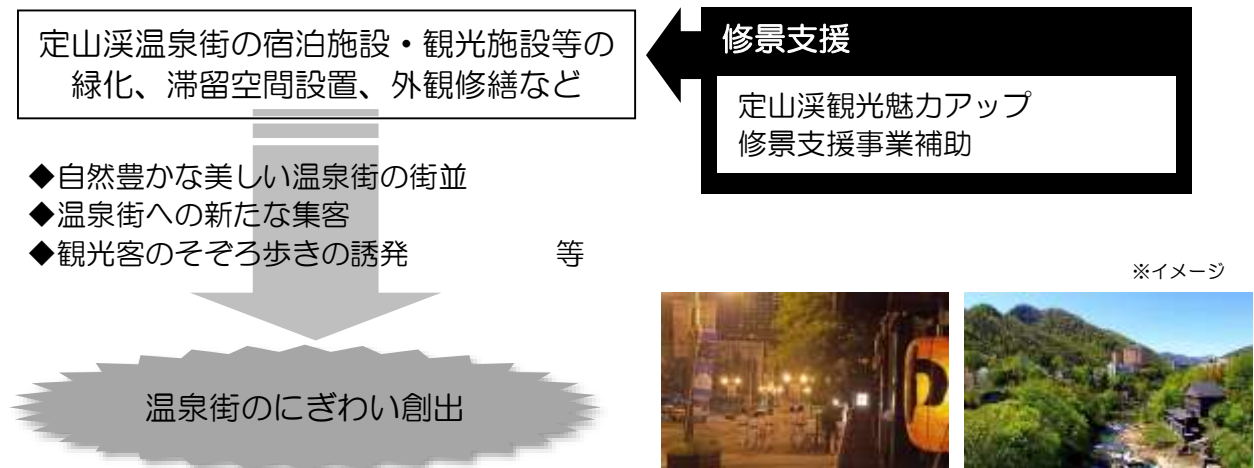 定山渓温泉街の宿泊施設・観光施設等の
緑化、滞留空間設置、外観修繕など
修景支援
定山渓観光魅力アップ
修景支援事業補助
◆自然豊かな美しい温泉街の街並
◆温泉街への新たな集客
◆観光客のそぞろ歩きの誘発　　　　　等
※イメージ
温泉街のにぎわい創出